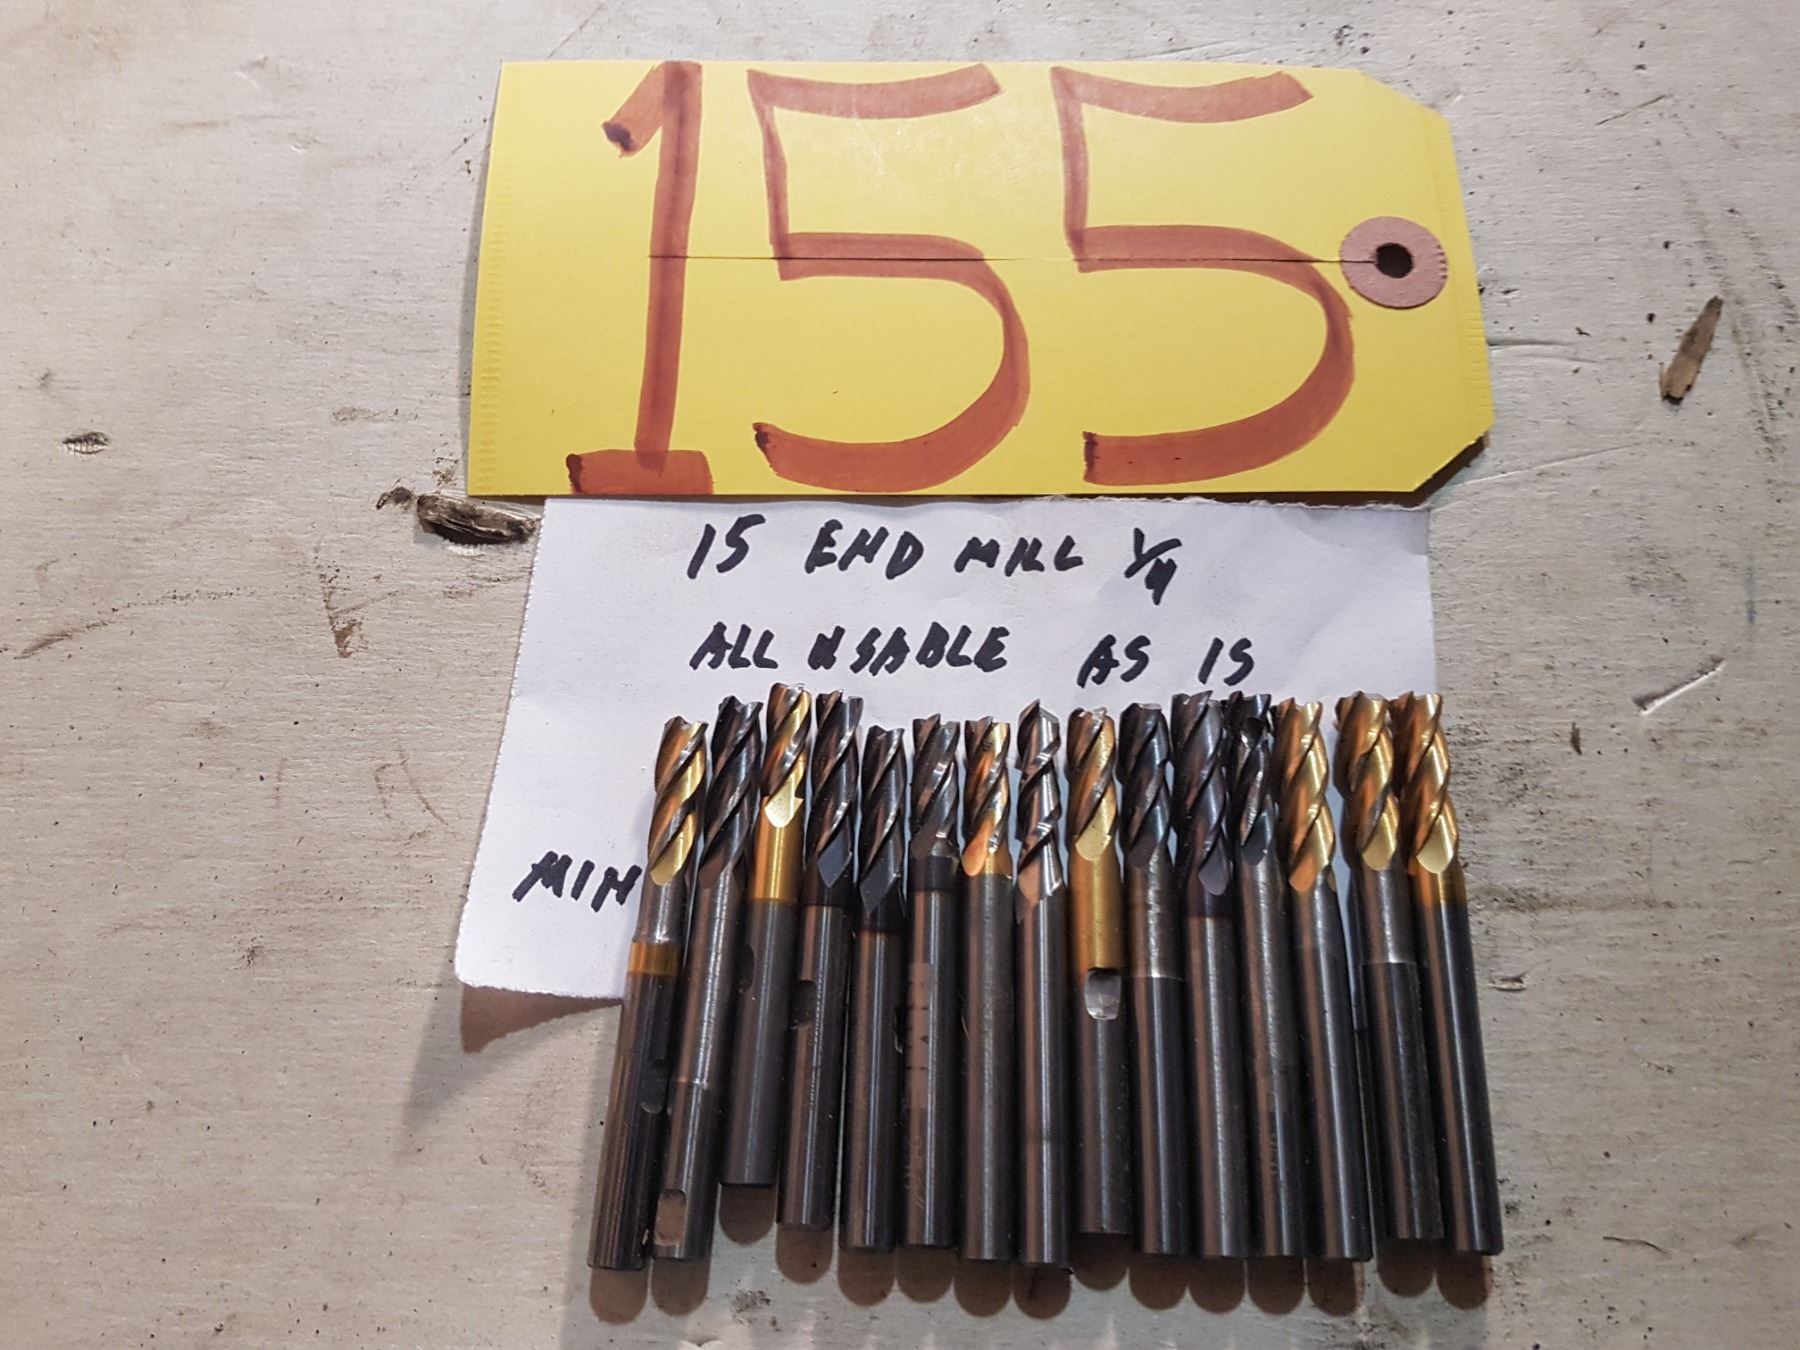 155
15 END MILL 1/4
ALL USABLE AS IS
MIN